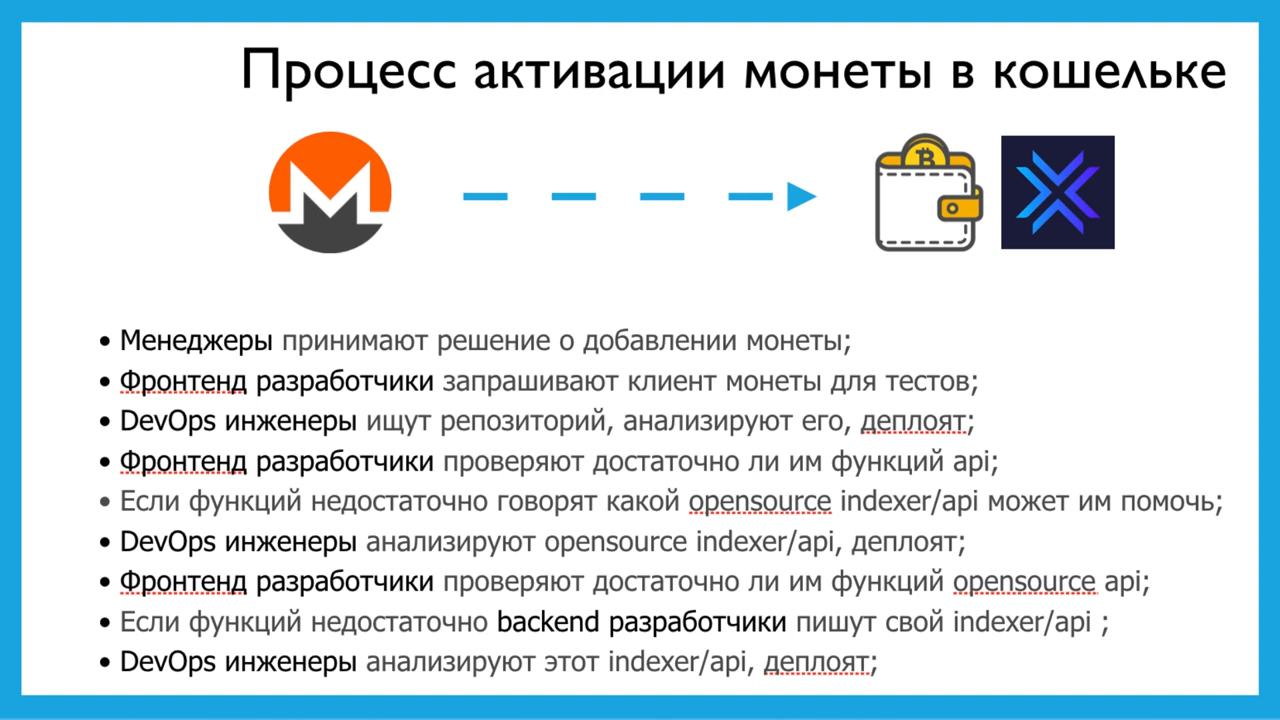 Процесс активации монеты в кошельке
• Менеджеры принимают решение о добавлении монеты;
• Фронтенд разработчики запрашивают клиент монеты для тестов;
• DevOps инженеры ищут репозиторий, анализируют его, деплоят;
• Фронтенд разработчики проверяют достаточно ли им функций api;
• Если функций недостаточно говорят какой opensource indexer/api может им помочь;
• DevOps инженеры анализируют opensource indexer/api, деплоят;
• Фронтенд разработчики проверяют достаточно ли им функций opensource api;
• Если функций недостаточно backend разработчики пишут свой indexer/api ;
• DevOps инженеры анализируют этот indexer/api, деплоят;